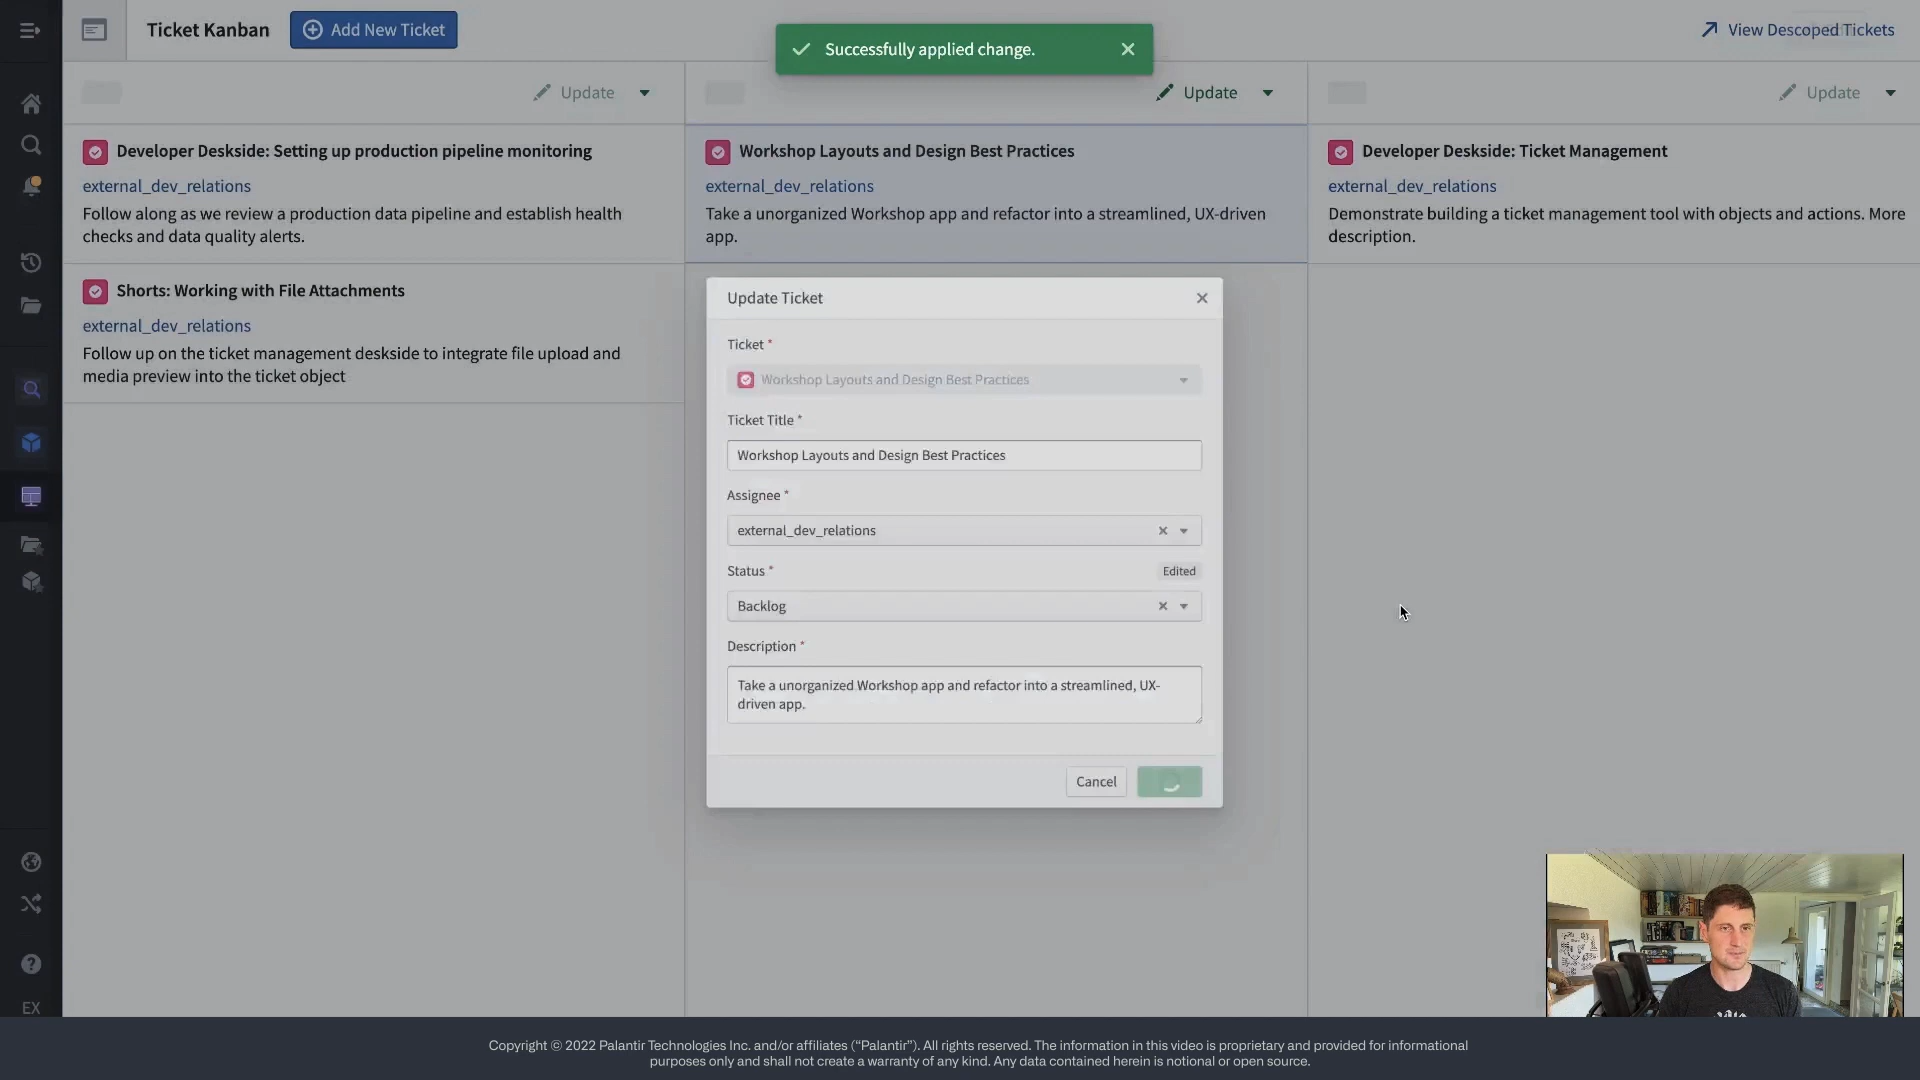 Ticket Kanban
Add New Ticket
Successfully applied change.
View Descoped Tickets
Update
Update
Update
Developer Deskside: Setting up production pipeline monitoring
external_dev_relations
Follow along as we review a production data pipeline and establish health
checks and data quality alerts.
Shorts: Working with File Attachments
external_dev_relations
Follow up on the ticket management deskside to integrate file upload and
media preview into the ticket object
Workshop Layouts and Design Best Practices
external_dev_relations
Take a unorganized Workshop app and refactor into a streamlined, UX-driven
app.
Developer Deskside: Ticket Management
external_dev_relations
Demonstrate building a ticket management tool with objects and actions. More
description.
Update Ticket
Ticket *
Workshop Layouts and Design Best Practices
Ticket Title *
Workshop Layouts and Design Best Practices
Assignee *
external_dev_relations
Status *
Edited
Backlog
Description *
Take a unorganized Workshop app and refactor into a streamlined, UX-
driven app.
Cancel
EX
Copyright © 2022 Palantir Technologies Inc. and/or affiliates (“Palantir”). All rights reserved. The information in this video is proprietary and provided for informational
purposes only and shall not create a warranty of any kind. Any data contained herein is notional or open source.